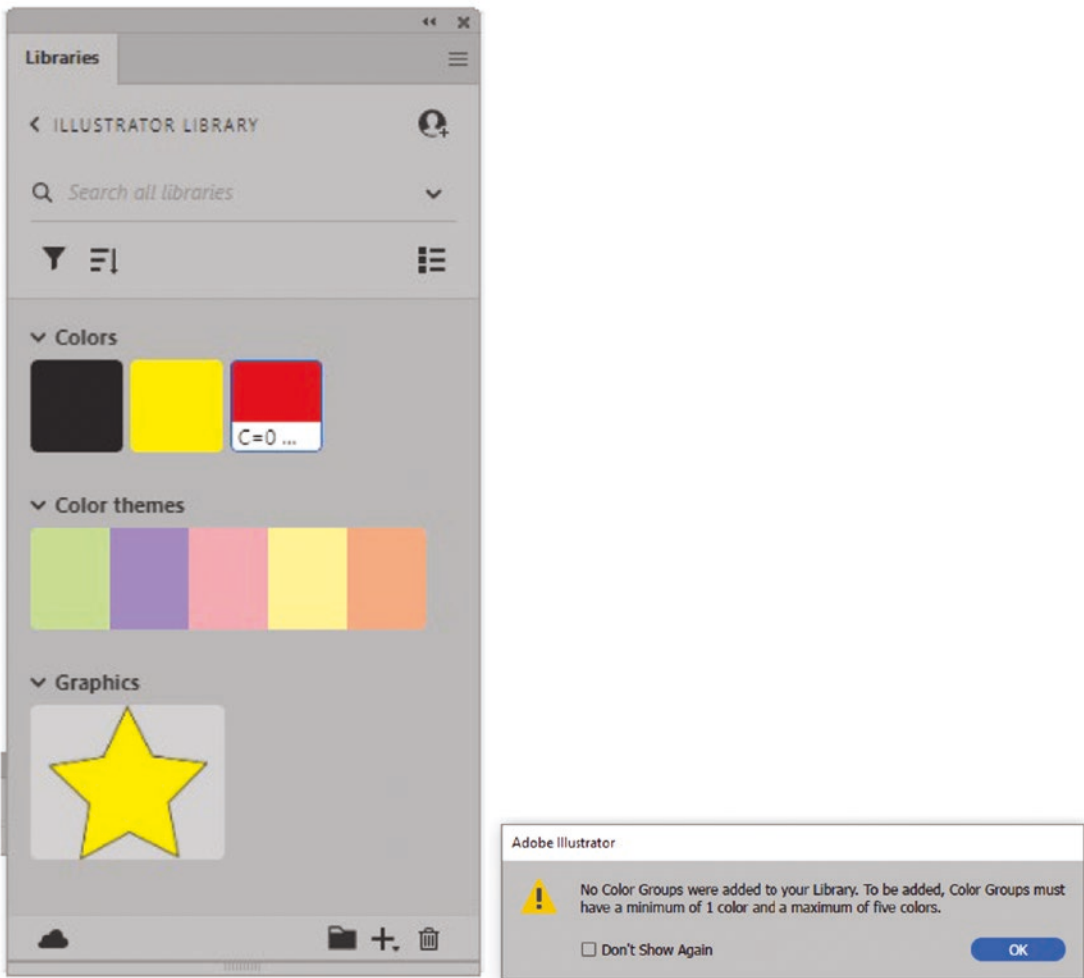 Libraries
ILLUSTRATOR LIBRARY
Search all libraries
Colors
C=0 ...
Color themes
Graphics
Adobe Illustrator
No Color Groups were added to your Library. To be added, Color Groups must
have a minimum of 1 color and a maximum of five colors.
Don't Show Again
OK